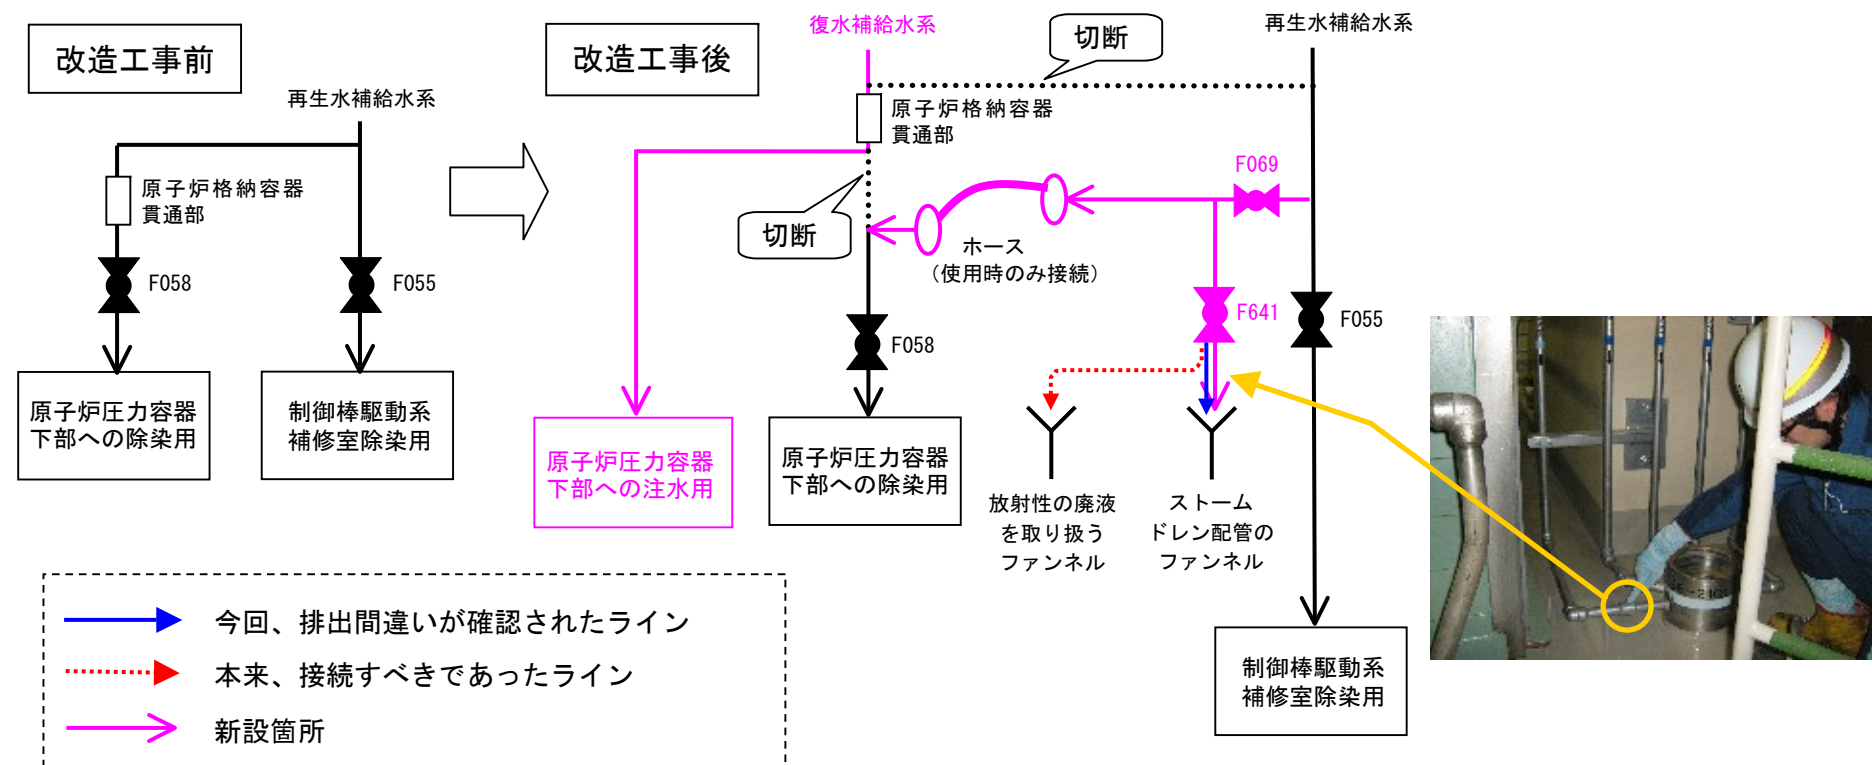 改造工事前
再生水補給水系
原子炉格納容器
貫通部
F058
F055
原子炉圧力容器
下部への除染用
制御棒駆動系
補修室除染用
改造工事後
復水補給水系
切断
再生水補給水系
原子炉格納容器
貫通部
切断
ホース
（使用時のみ接続）
F069
F641
F055
F058
原子炉圧力容器
下部への注水用
原子炉圧力容器
下部への除染用
放射性の廃液
を取り扱う
ファンネル
ストーム
ドレン配管の
ファンネル
制御棒駆動系
補修室除染用
今回、排出間違いが確認されたライン
本来、接続すべきであったライン
新設箇所